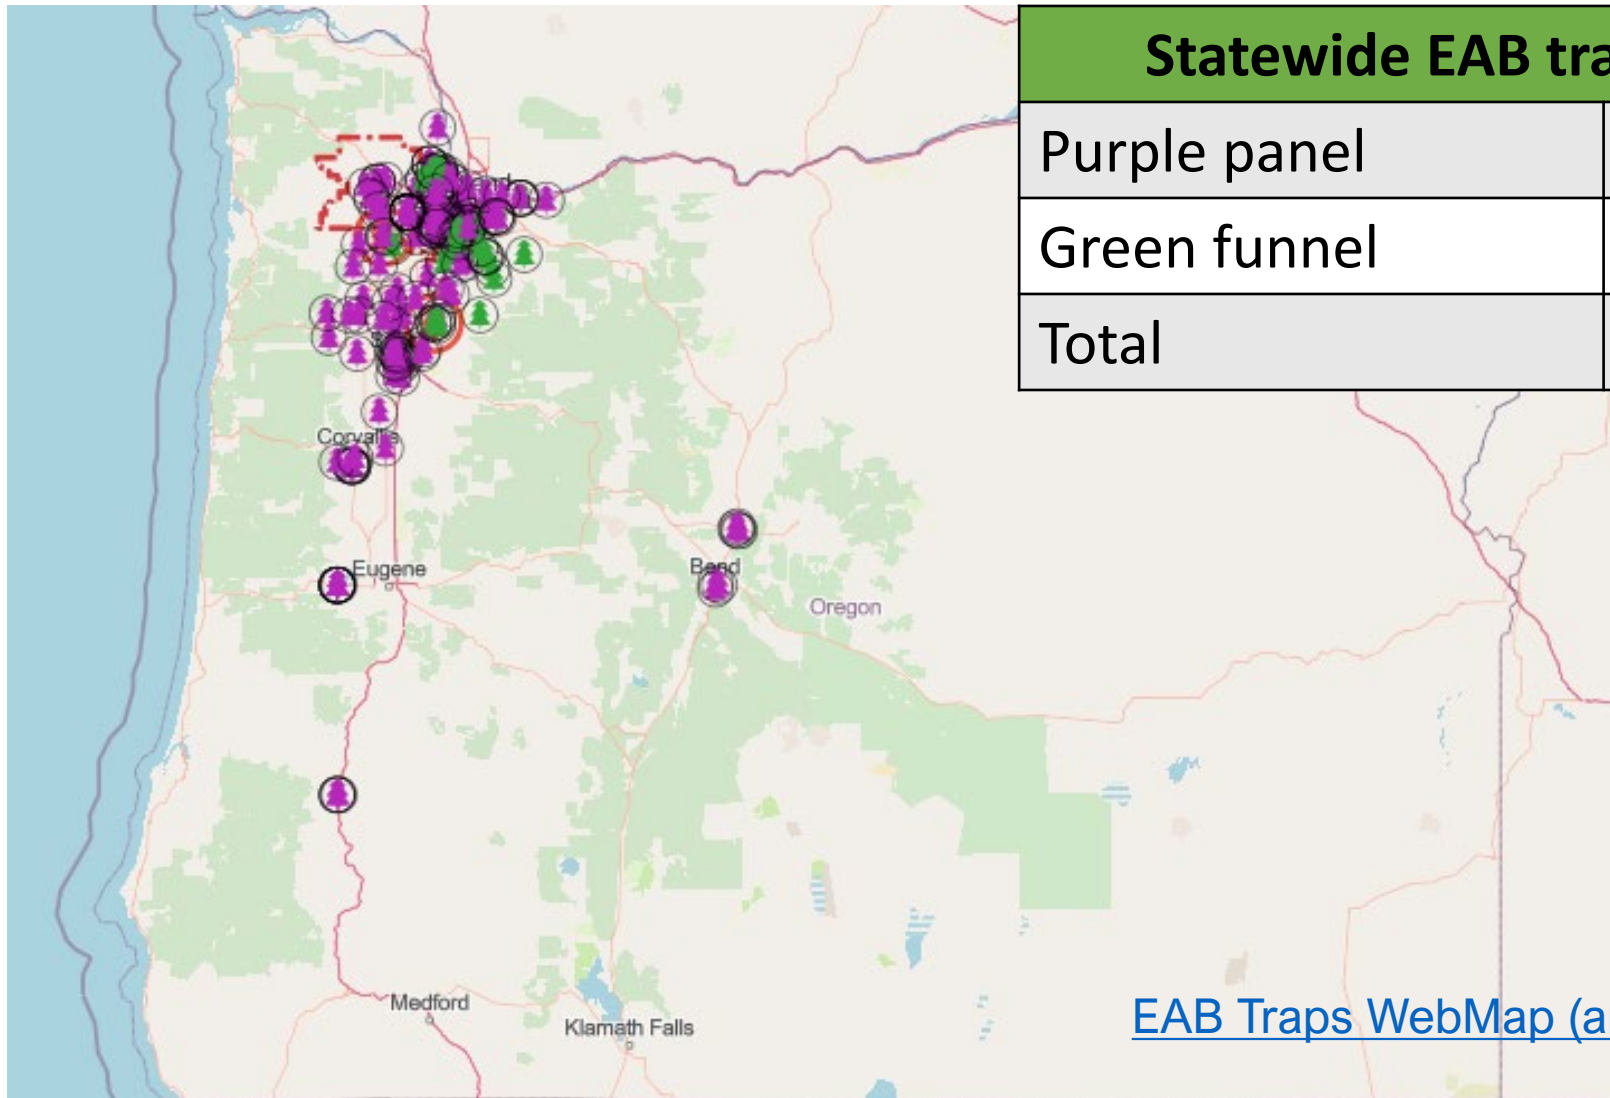 Statewide EAB tra
Purple panel
Green funnel
Total
Corvallis
Eugene
Bend
Oregon
Medford
Klamath Falls
EAB Traps WebMap (a